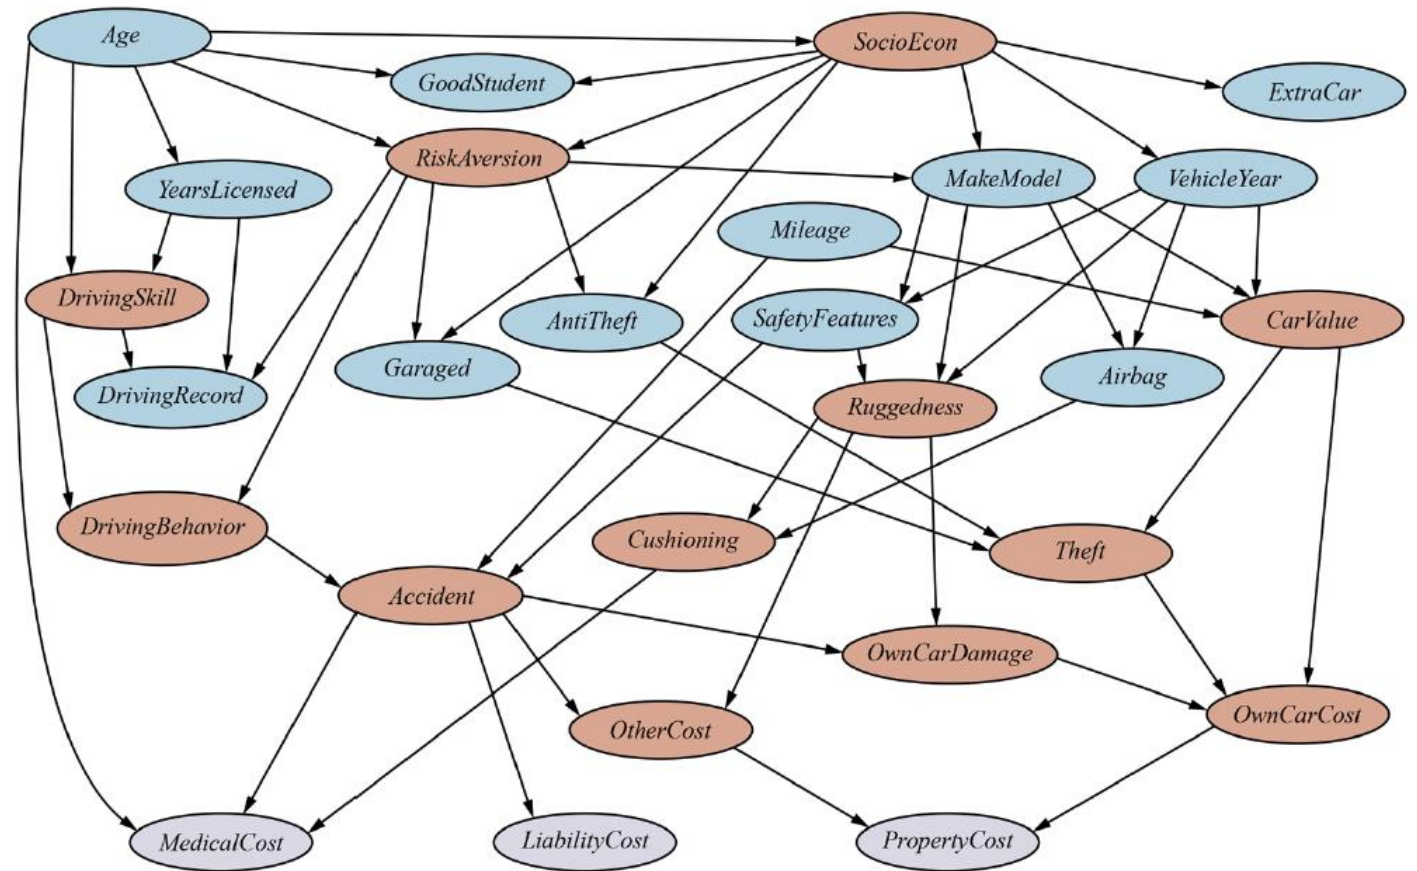 Age
SocioEcon
GoodStudent
ExtraCar
RiskAversion
YearsLicensed
MakeModel
VehicleYear
Mileage
DrivingSkill
AntiTheft
SafetyFeatures
CarValue
Garaged
Airbag
DrivingRecord
Ruggedness
DrivingBehavior
Cushioning
Theft
Accident
OwnCarDamage
OtherCost
OwnCarCost
MedicalCost
LiabilityCost
PropertyCost